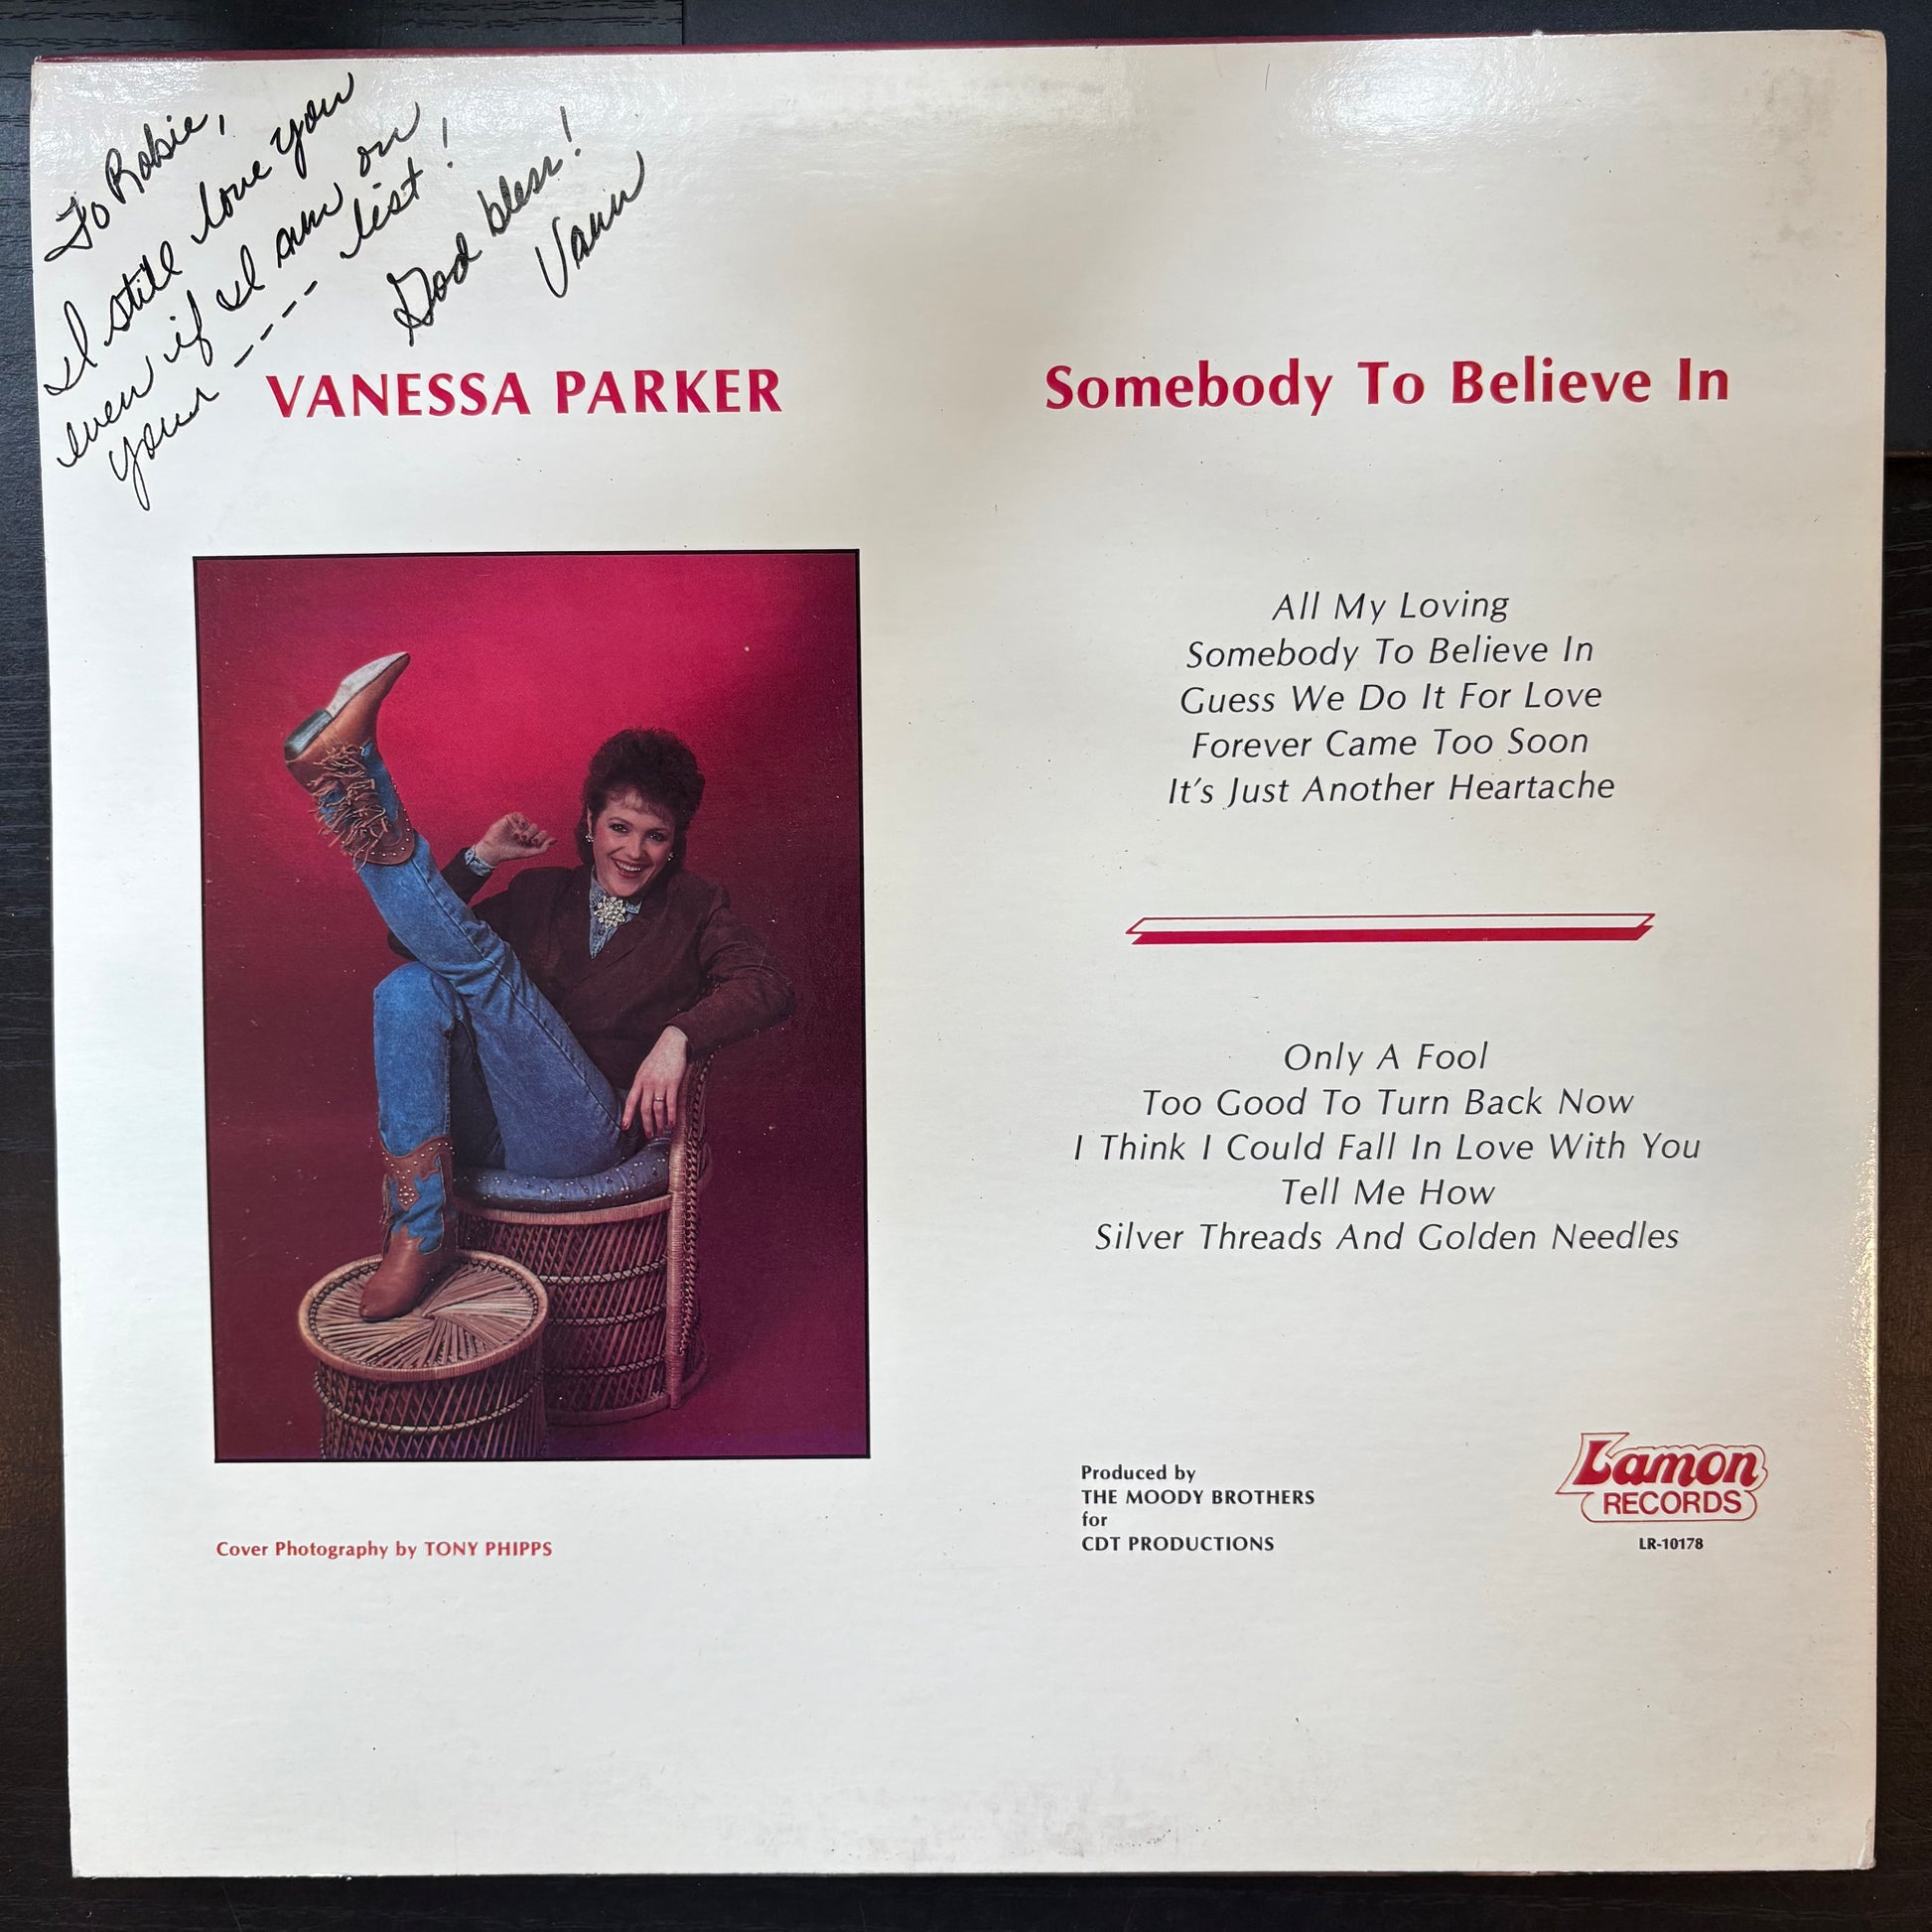 To Robie,
I still love you
even if I am on
your ---- list!
God bless!
Vann
VANESSA PARKER
Somebody To Believe In
All My Loving
Somebody To Believe In
Guess We Do It For Love
Forever Came Too Soon
It's Just Another Heartache
Only A Fool
Too Good To Turn Back Now
I Think I Could Fall In Love With You
Tell Me How
Silver Threads And Golden Needles
Cover Photography by TONY PHIPPS
Produced by
THE MOODY BROTHERS
for
CDT PRODUCTIONS
Lamon
RECORDS
LR-10178